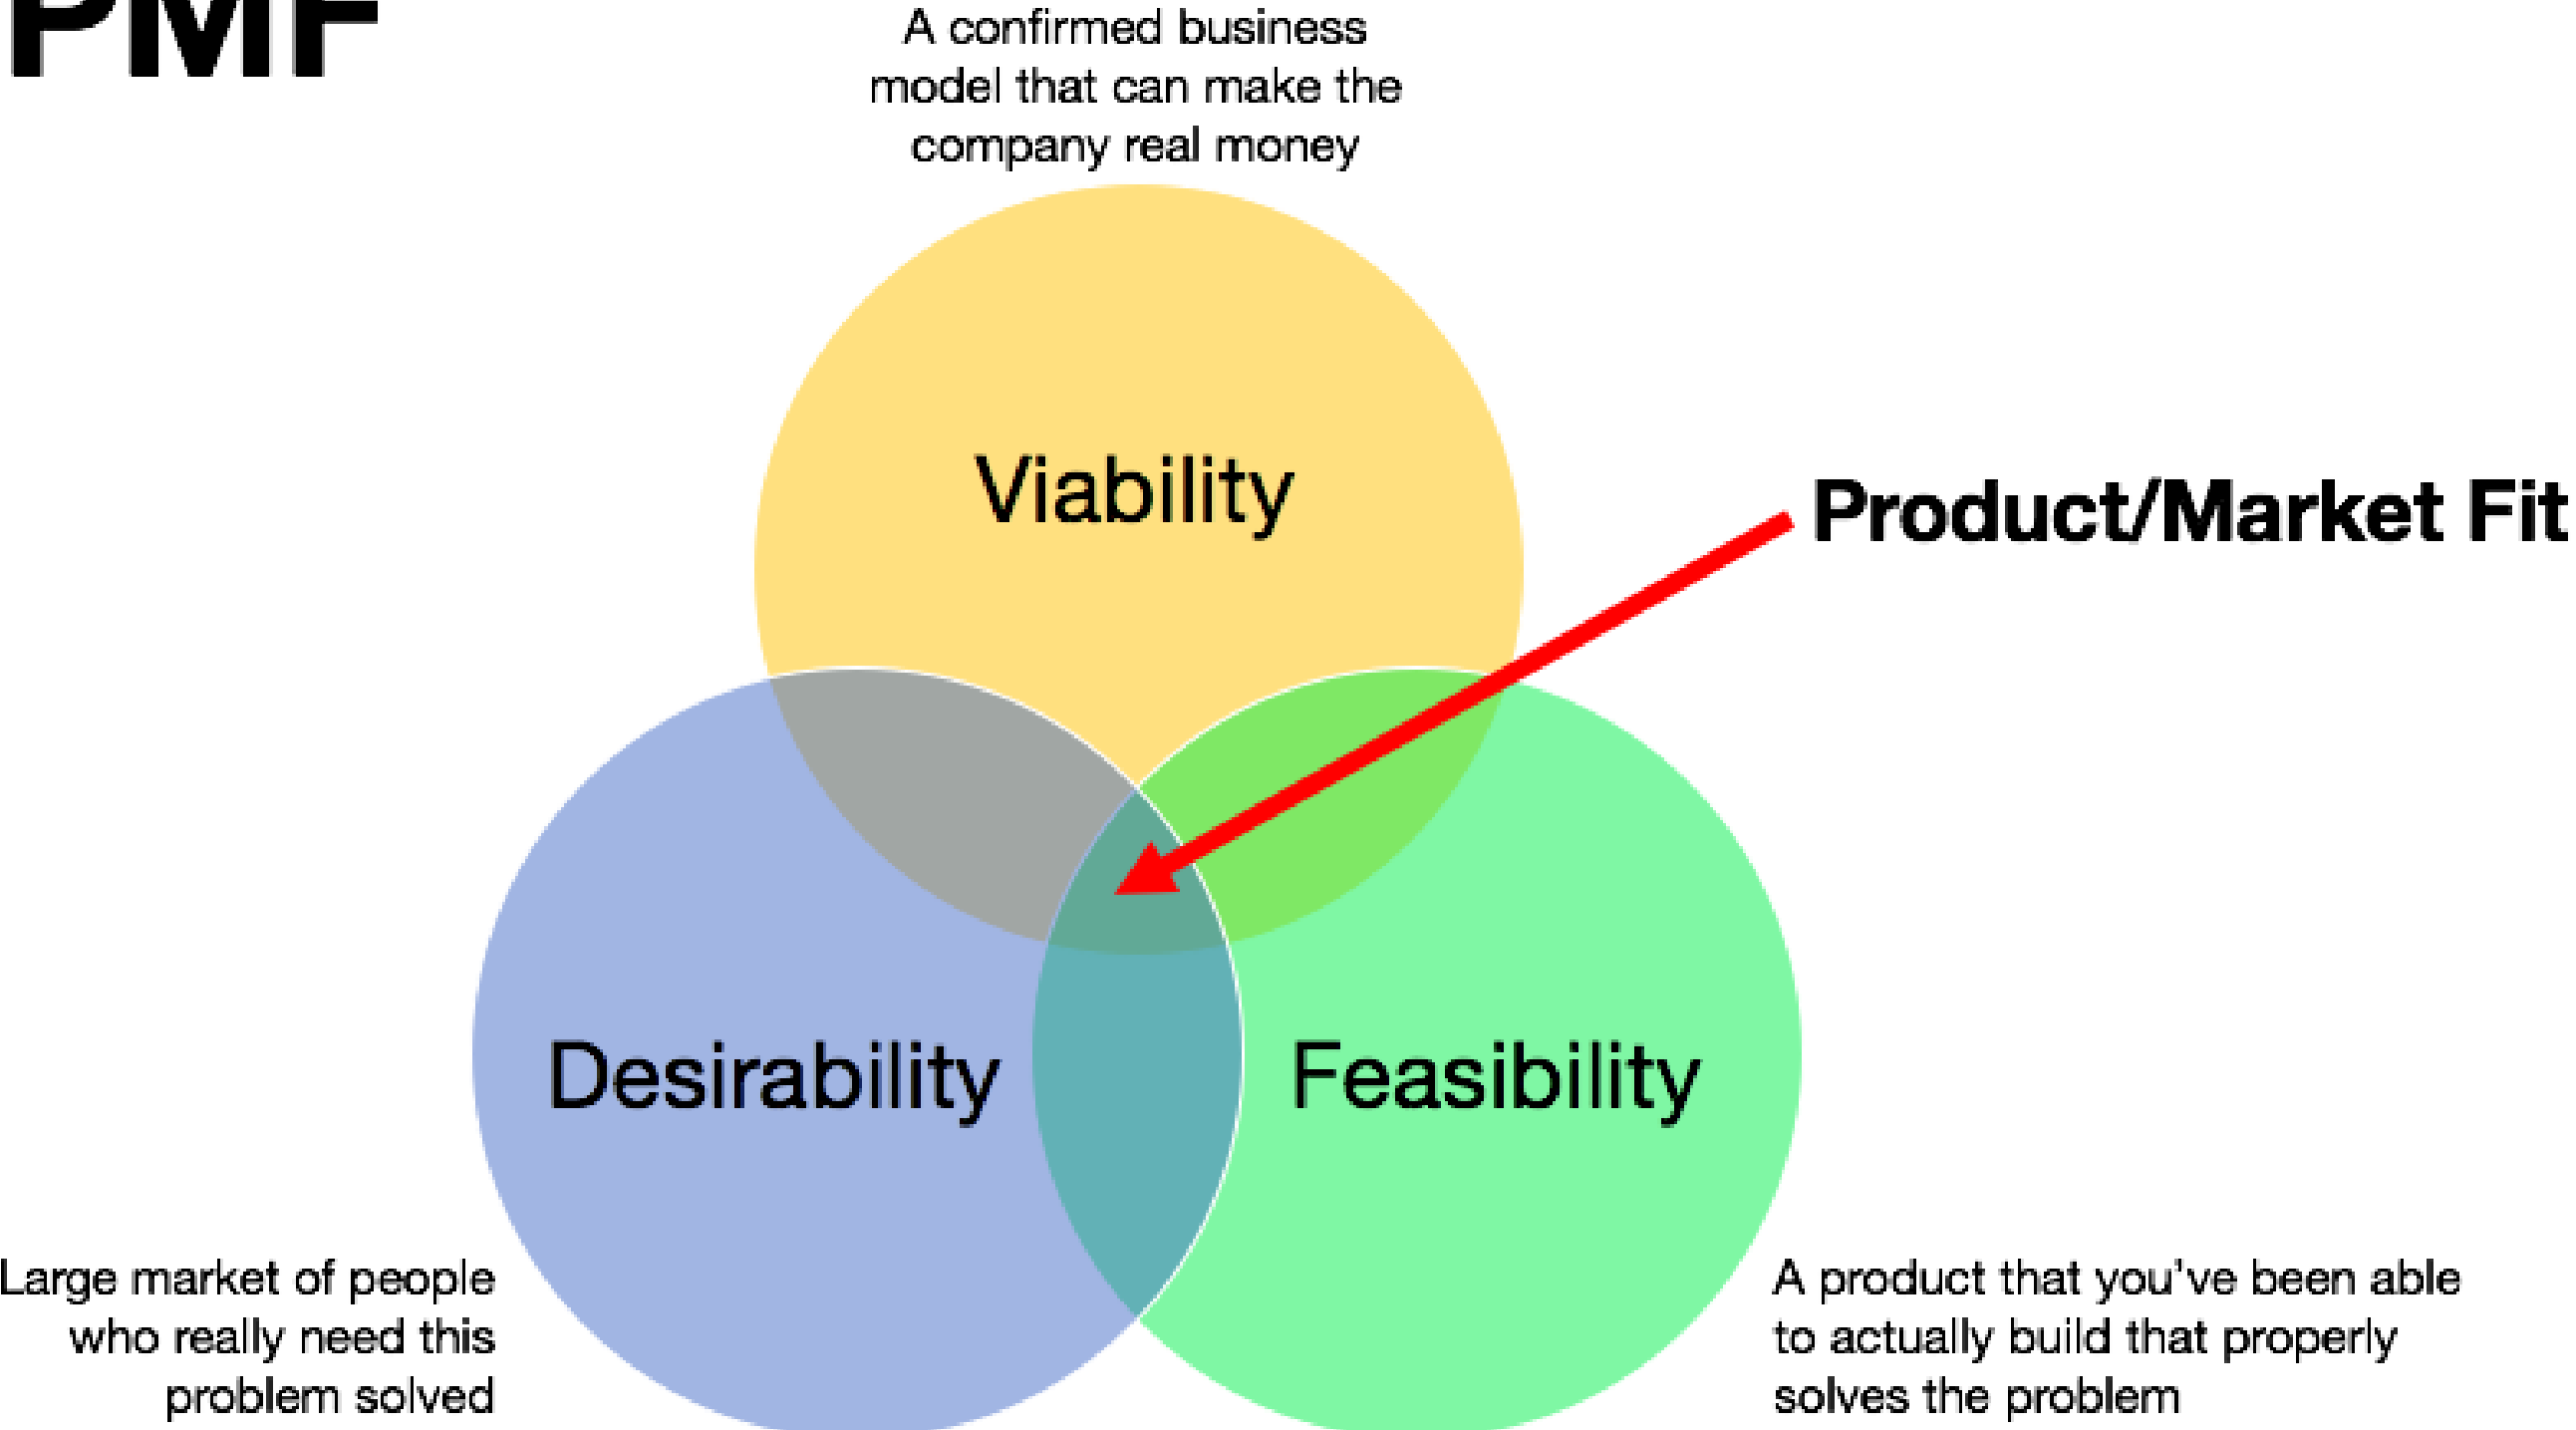 PMF
A confirmed business
model that can make the
company real money
Viability
Product/Market Fit
Desirability
Feasibility
Large market of people
who really need this
problem solved
A product that you've been able
to actually build that properly
solves the problem